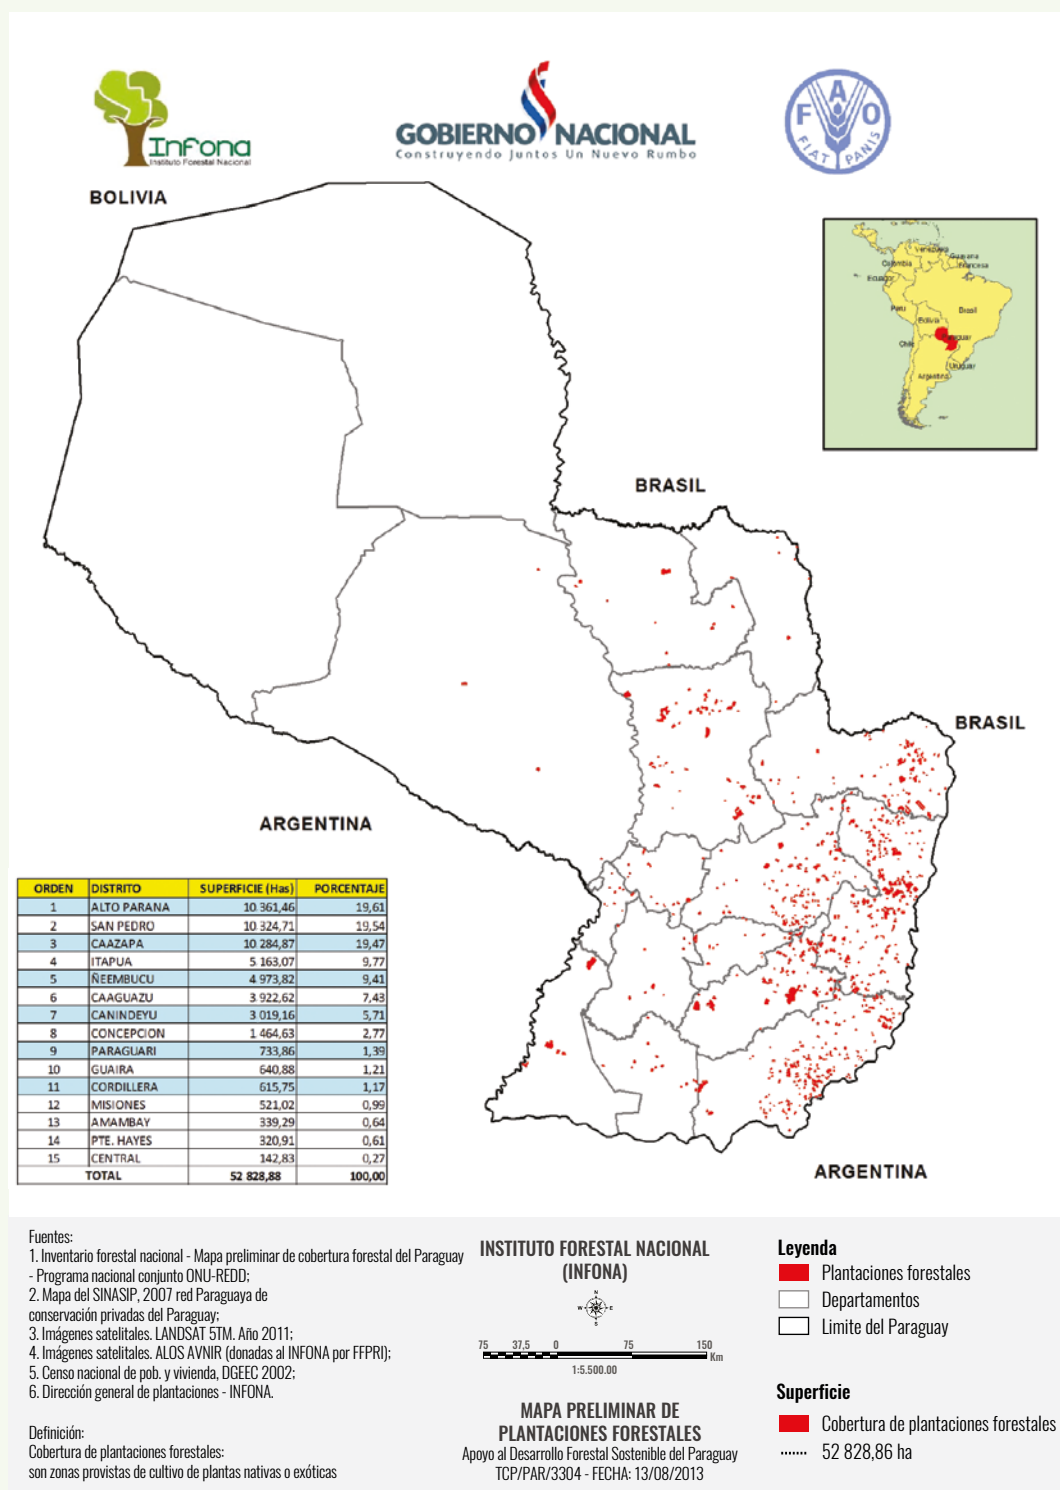 Infona
Instituto Forestal Nacional
GOBIERNO NACIONAL
Construyendo Juntos Un Nuevo Rumbo
F A O
FIAT PANIS
BOLIVIA
Venezuela
Guayana
Francesa
Colombia
Ecuador
Perú
Brasil
Bolivia
Chile
Uruguay
Argentina
BRASIL
BRASIL
ARGENTINA
ARGENTINA
ORDEN DISTRITO SUPERFICIE (Has) PORCENTAJE
1 ALTO PARANA 10 361,46 19,61
2 SAN PEDRO 10 324,71 19,54
3 CAAZAPA 10 284,87 19,47
4 ITAPUA 5 163,07 9,77
5 ÑEEMBUCU 4 973,82 9,41
6 CAAGUAZU 3 922,62 7,43
7 CANINDEYU 3 019,16 5,71
8 CONCEPCION 1 464,63 2,77
9 PARAGUARI 733,86 1,39
10 GUAIRA 640,88 1,21
11 CORDILLERA 615,75 1,17
12 MISIONES 521,02 0,99
13 AMAMBAY 339,29 0,64
14 PTE. HAYES 320,91 0,61
15 CENTRAL 142,83 0,27
TOTAL 52 828,88 100,00
Fuentes:
1. Inventario forestal nacional - Mapa preliminar de cobertura forestal del Paraguay
- Programa nacional conjunto ONU-REDD;
2. Mapa del SINASIP, 2007 red Paraguaya de
conservación privadas del Paraguay;
3. Imágenes satelitales. LANDSAT 5TM. Año 2011;
4. Imágenes satelitales. ALOS AVNIR (donadas al INFONA por FFPRI);
5. Censo nacional de pob. y vivienda, DGEEC 2002;
6. Dirección general de plantaciones - INFONA.
Definición:
Cobertura de plantaciones forestales:
son zonas provistas de cultivo de plantas nativas o exóticas
INSTITUTO FORESTAL NACIONAL
(INFONA)
N
W E
S
75 37,5 0 75 150
Km
1:5.500.00
MAPA PRELIMINAR DE
PLANTACIONES FORESTALES
Apoyo al Desarrollo Forestal Sostenible del Paraguay
TCP/PAR/3304 - FECHA: 13/08/2013
Leyenda
Plantaciones forestales
Departamentos
Limite del Paraguay
Superficie
Cobertura de plantaciones forestales
52 828,86 ha